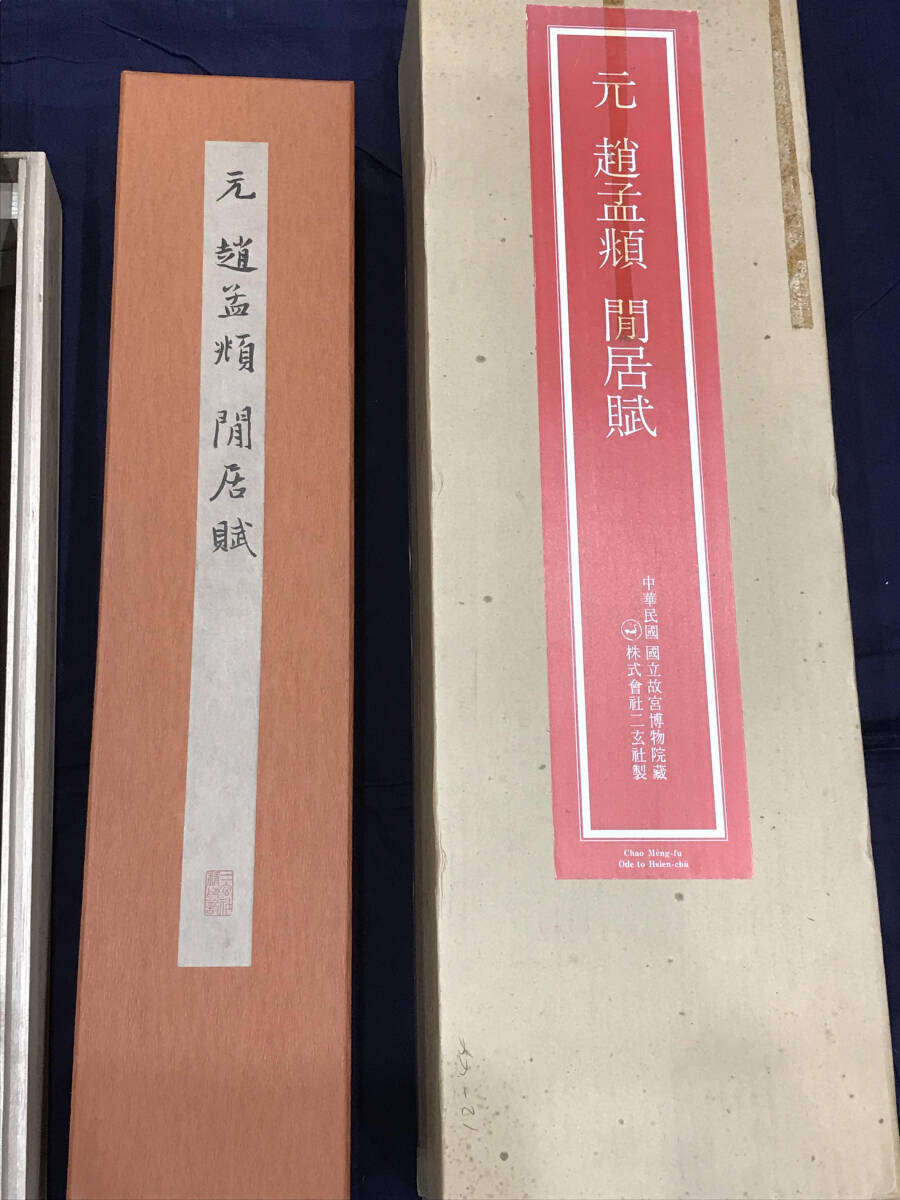 元 趙孟頫 閒居賦
元 趙孟頫 閒居賦
中華民國 國立故宮博物院藏
株式會社二玄社製
Chao Mêng-fu
Ode to Hsien-chü